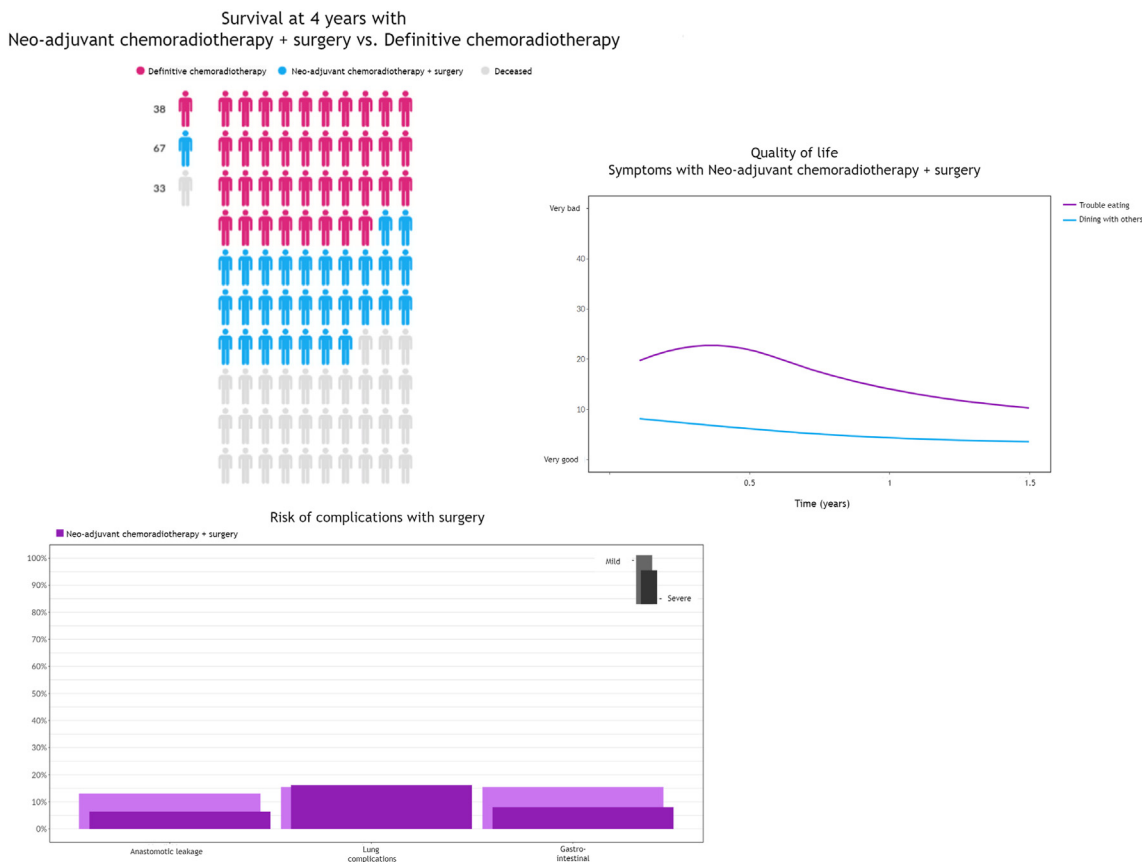 Survival at 4 years with
Neo-adjuvant chemoradiotherapy + surgery vs. Definitive chemoradiotherapy
Definitive chemoradiotherapy Neo-adjuvant chemoradiotherapy + surgery Deceased
38
67
33
Quality of life
Symptoms with Neo-adjuvant chemoradiotherapy + surgery
Trouble eating
Dining with others
Very bad
40
30
20
10
Very good
0.5 1 1.5
Time (years)
Risk of complications with surgery
Neo-adjuvant chemoradiotherapy + surgery
100%
90%
80%
70%
60%
50%
40%
30%
20%
10%
0%
Mild
Severe
Anastomotic leakage
Lung
complications
Gastro-
intestinal